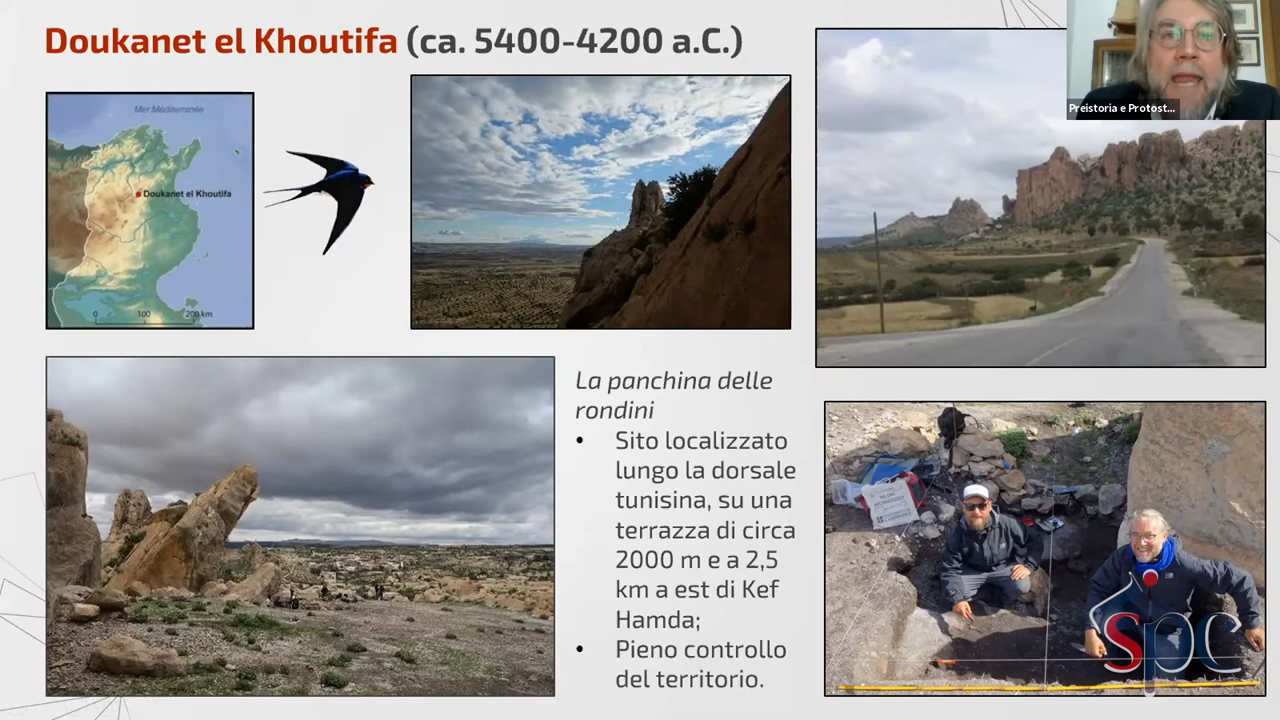 Doukanet el Khoutifa (ca. 5400-4200 a.C.)
Preistoria e Protost...
Mer Méditerranée
Doukanet el Khoutifa
0 100 200 km
La panchina delle
rondini
• Sito localizzato
lungo la dorsale
tunisina, su una
terrazza di circa
2000 m e a 2,5
km a est di Kef
Hamda;
• Pieno controllo
del territorio.
spc